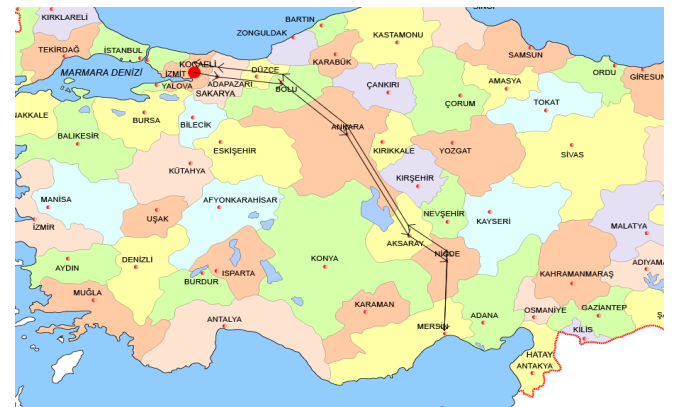 SİNOP
KIRKLARELİ
BARTIN
KASTAMONU
ZONGULDAK
TEKİRDAĞ
İSTANBUL
KARABÜK
SAMSUN
KOCAELİ
İZMİT
MARMARA DENİZİ
DÜZCE
ORDU
GİRESUN
YALOVA
ADAPAZARI
SAKARYA
BOLU
ÇANKIRI
AMASYA
ÇORUM
TOKAT
NAKKALE
BURSA
BİLECİK
ANKARA
BALIKESİR
ESKİŞEHİR
KIRIKKALE
YOZGAT
SİVAS
KÜTAHYA
KIRŞEHİR
MANİSA
AFYONKARAHİSAR
UŞAK
NEVŞEHİR
KAYSERİ
İZMİR
MALATYA
AKSARAY
NİĞDE
DENİZLİ
KONYA
AYDIN
ISPARTA
BURDUR
KAHRAMANMARAŞ
ADIYAMA
MUĞLA
KARAMAN
ANTALYA
MERSİN
ADANA
OSMANİYE
GAZİANTEP
Ş
KİLİS
HATAY
ANTAKYA